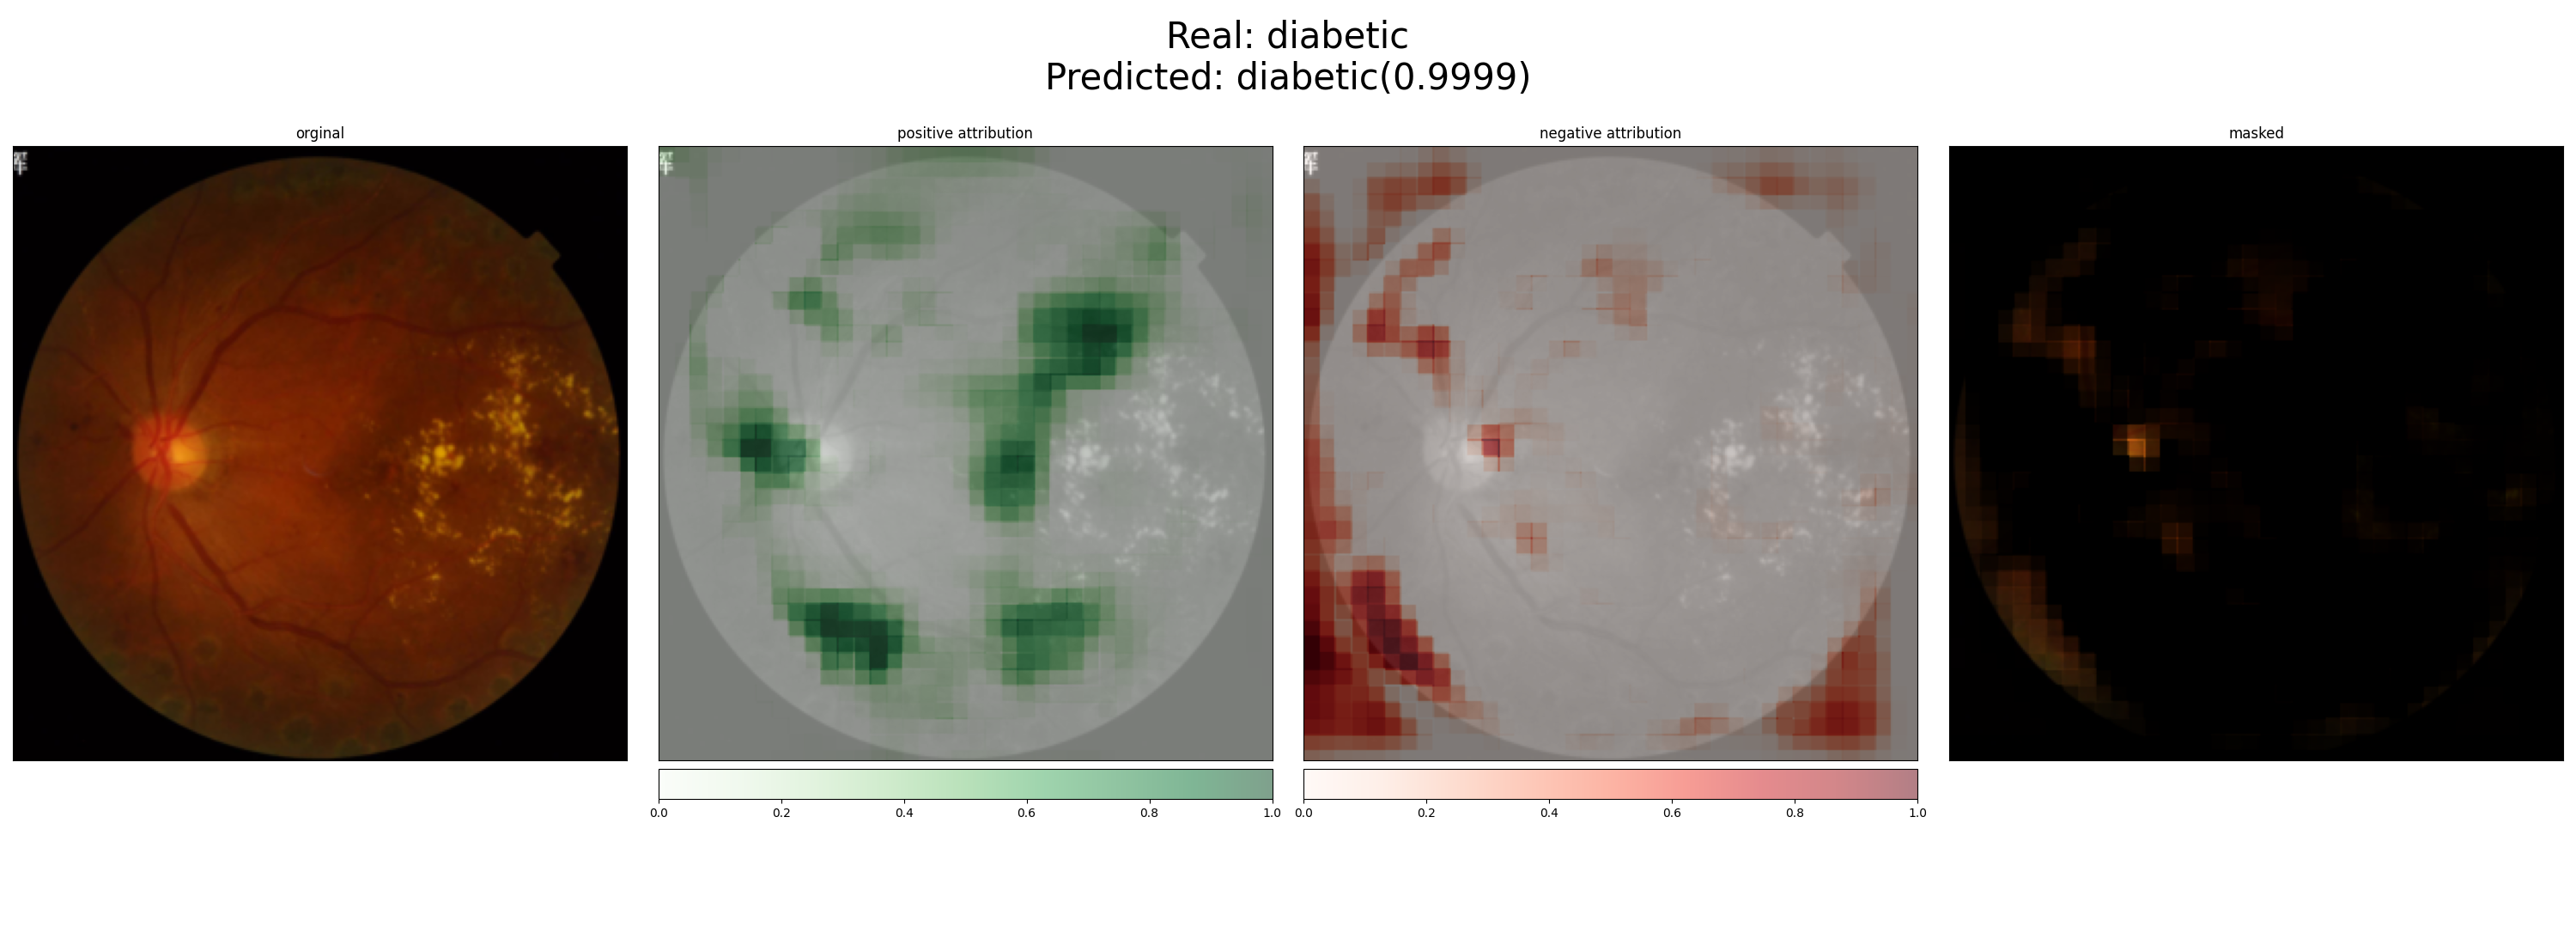 Real: diabetic
Predicted: diabetic(0.9999)
orginal
positive attribution
negative attribution
masked
0.0 0.2 0.4 0.6 0.8 1.0
0.0 0.2 0.4 0.6 0.8 1.0